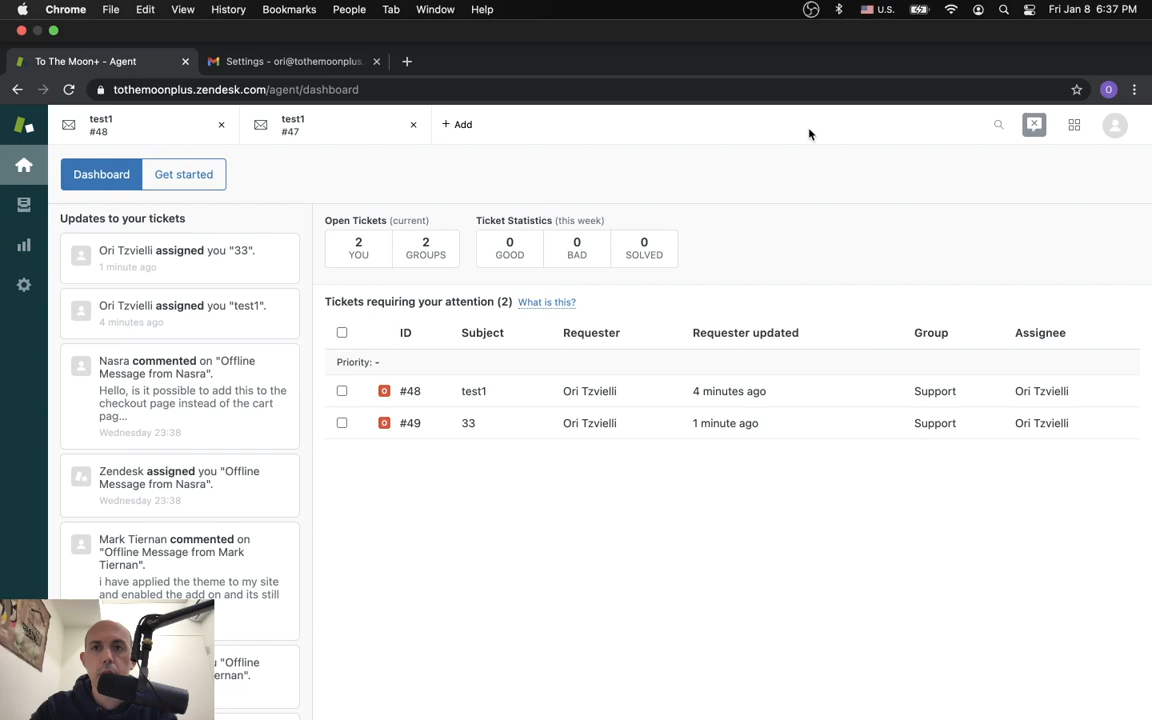 Chrome File Edit View History Bookmarks People Tab Window Help U.S. Fri Jan 8 6:37 PM
To The Moon+ - Agent Settings - ori@tothemoonplus.
tothemoonplus.zendesk.com/agent/dashboard O
test1
#48
test1
#47
+ Add
Dashboard Get started
Updates to your tickets
Ori Tzvielli assigned you "33".
1 minute ago
Ori Tzvielli assigned you "test1".
4 minutes ago
Nasra commented on "Offline
Message from Nasra".
Hello, is it possible to add this to the
checkout page instead of the cart
pag...
Wednesday 23:38
Zendesk assigned you "Offline
Message from Nasra".
Wednesday 23:38
Mark Tiernan commented on
"Offline Message from Mark
Tiernan".
i have applied the theme to my site
and enabled the add on and its still
"Offline
ernan".
Open Tickets (current) Ticket Statistics (this week)
2 2 0 0 0
YOU GROUPS GOOD BAD SOLVED
Tickets requiring your attention (2) What is this?
ID Subject Requester Requester updated Group Assignee
Priority: -
O #48 test1 Ori Tzvielli 4 minutes ago Support Ori Tzvielli
O #49 33 Ori Tzvielli 1 minute ago Support Ori Tzvielli